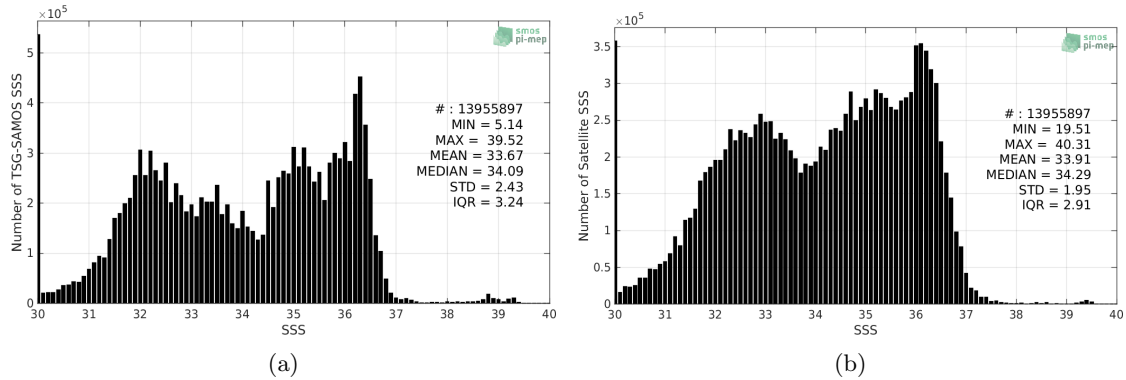 ×10⁵
5
4
3
2
1
0
Number of TSG-SAMOS SSS
30 31 32 33 34 35 36 37 38 39 40
SSS
smos
pi-mep
# : 13955897
MIN = 5.14
MAX = 39.52
MEAN = 33.67
MEDIAN = 34.09
STD = 2.43
IQR = 3.24
(a)
×10⁵
3.5
3
2.5
2
1.5
1
0.5
0
Number of Satellite SSS
30 31 32 33 34 35 36 37 38 39 40
SSS
smos
pi-mep
# : 13955897
MIN = 19.51
MAX = 40.31
MEAN = 33.91
MEDIAN = 34.29
STD = 1.95
IQR = 2.91
(b)